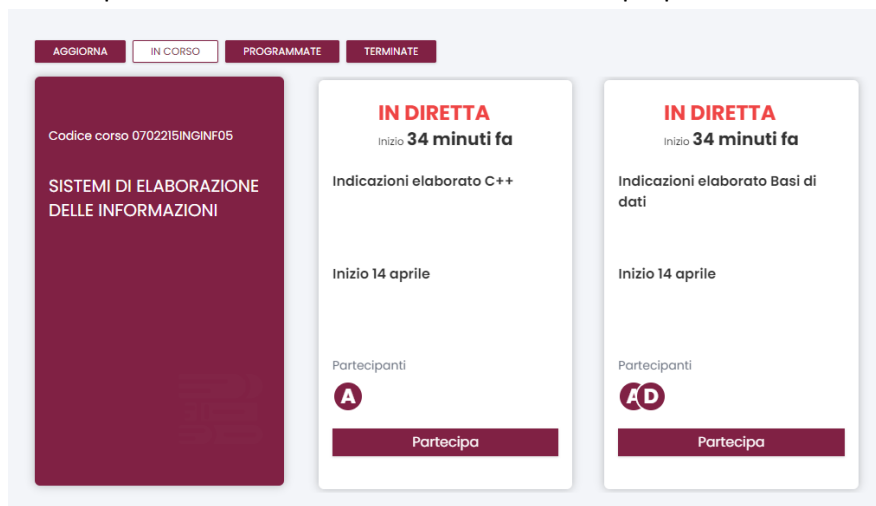 AGGIORNA
IN CORSO
PROGRAMMATE
TERMINATE
Codice corso 0702215INGINF05
SISTEMI DI ELABORAZIONE
DELLE INFORMAZIONI
IN DIRETTA
Inizio 34 minuti fa
Indicazioni elaborato C++
Inizio 14 aprile
Partecipanti
A
Partecipa
IN DIRETTA
Inizio 34 minuti fa
Indicazioni elaborato Basi di
dati
Inizio 14 aprile
Partecipanti
A D
Partecipa